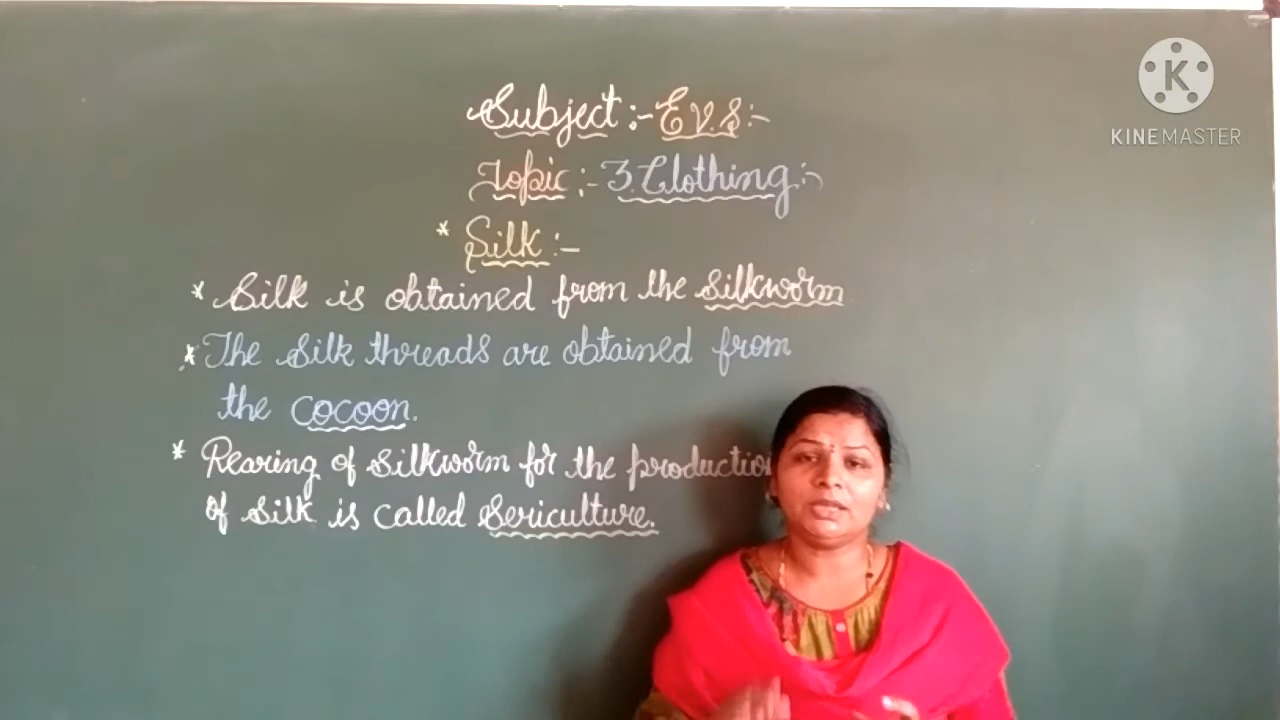 Subject :- E.V.S :-
Topic :- 3. Clothing :-
* Silk :-
* Silk is obtained from the silkworm
* The silk threads are obtained from
the cocoon.
* Rearing of silkworm for the productio
of silk is called sericulture.
K
KINEMASTER